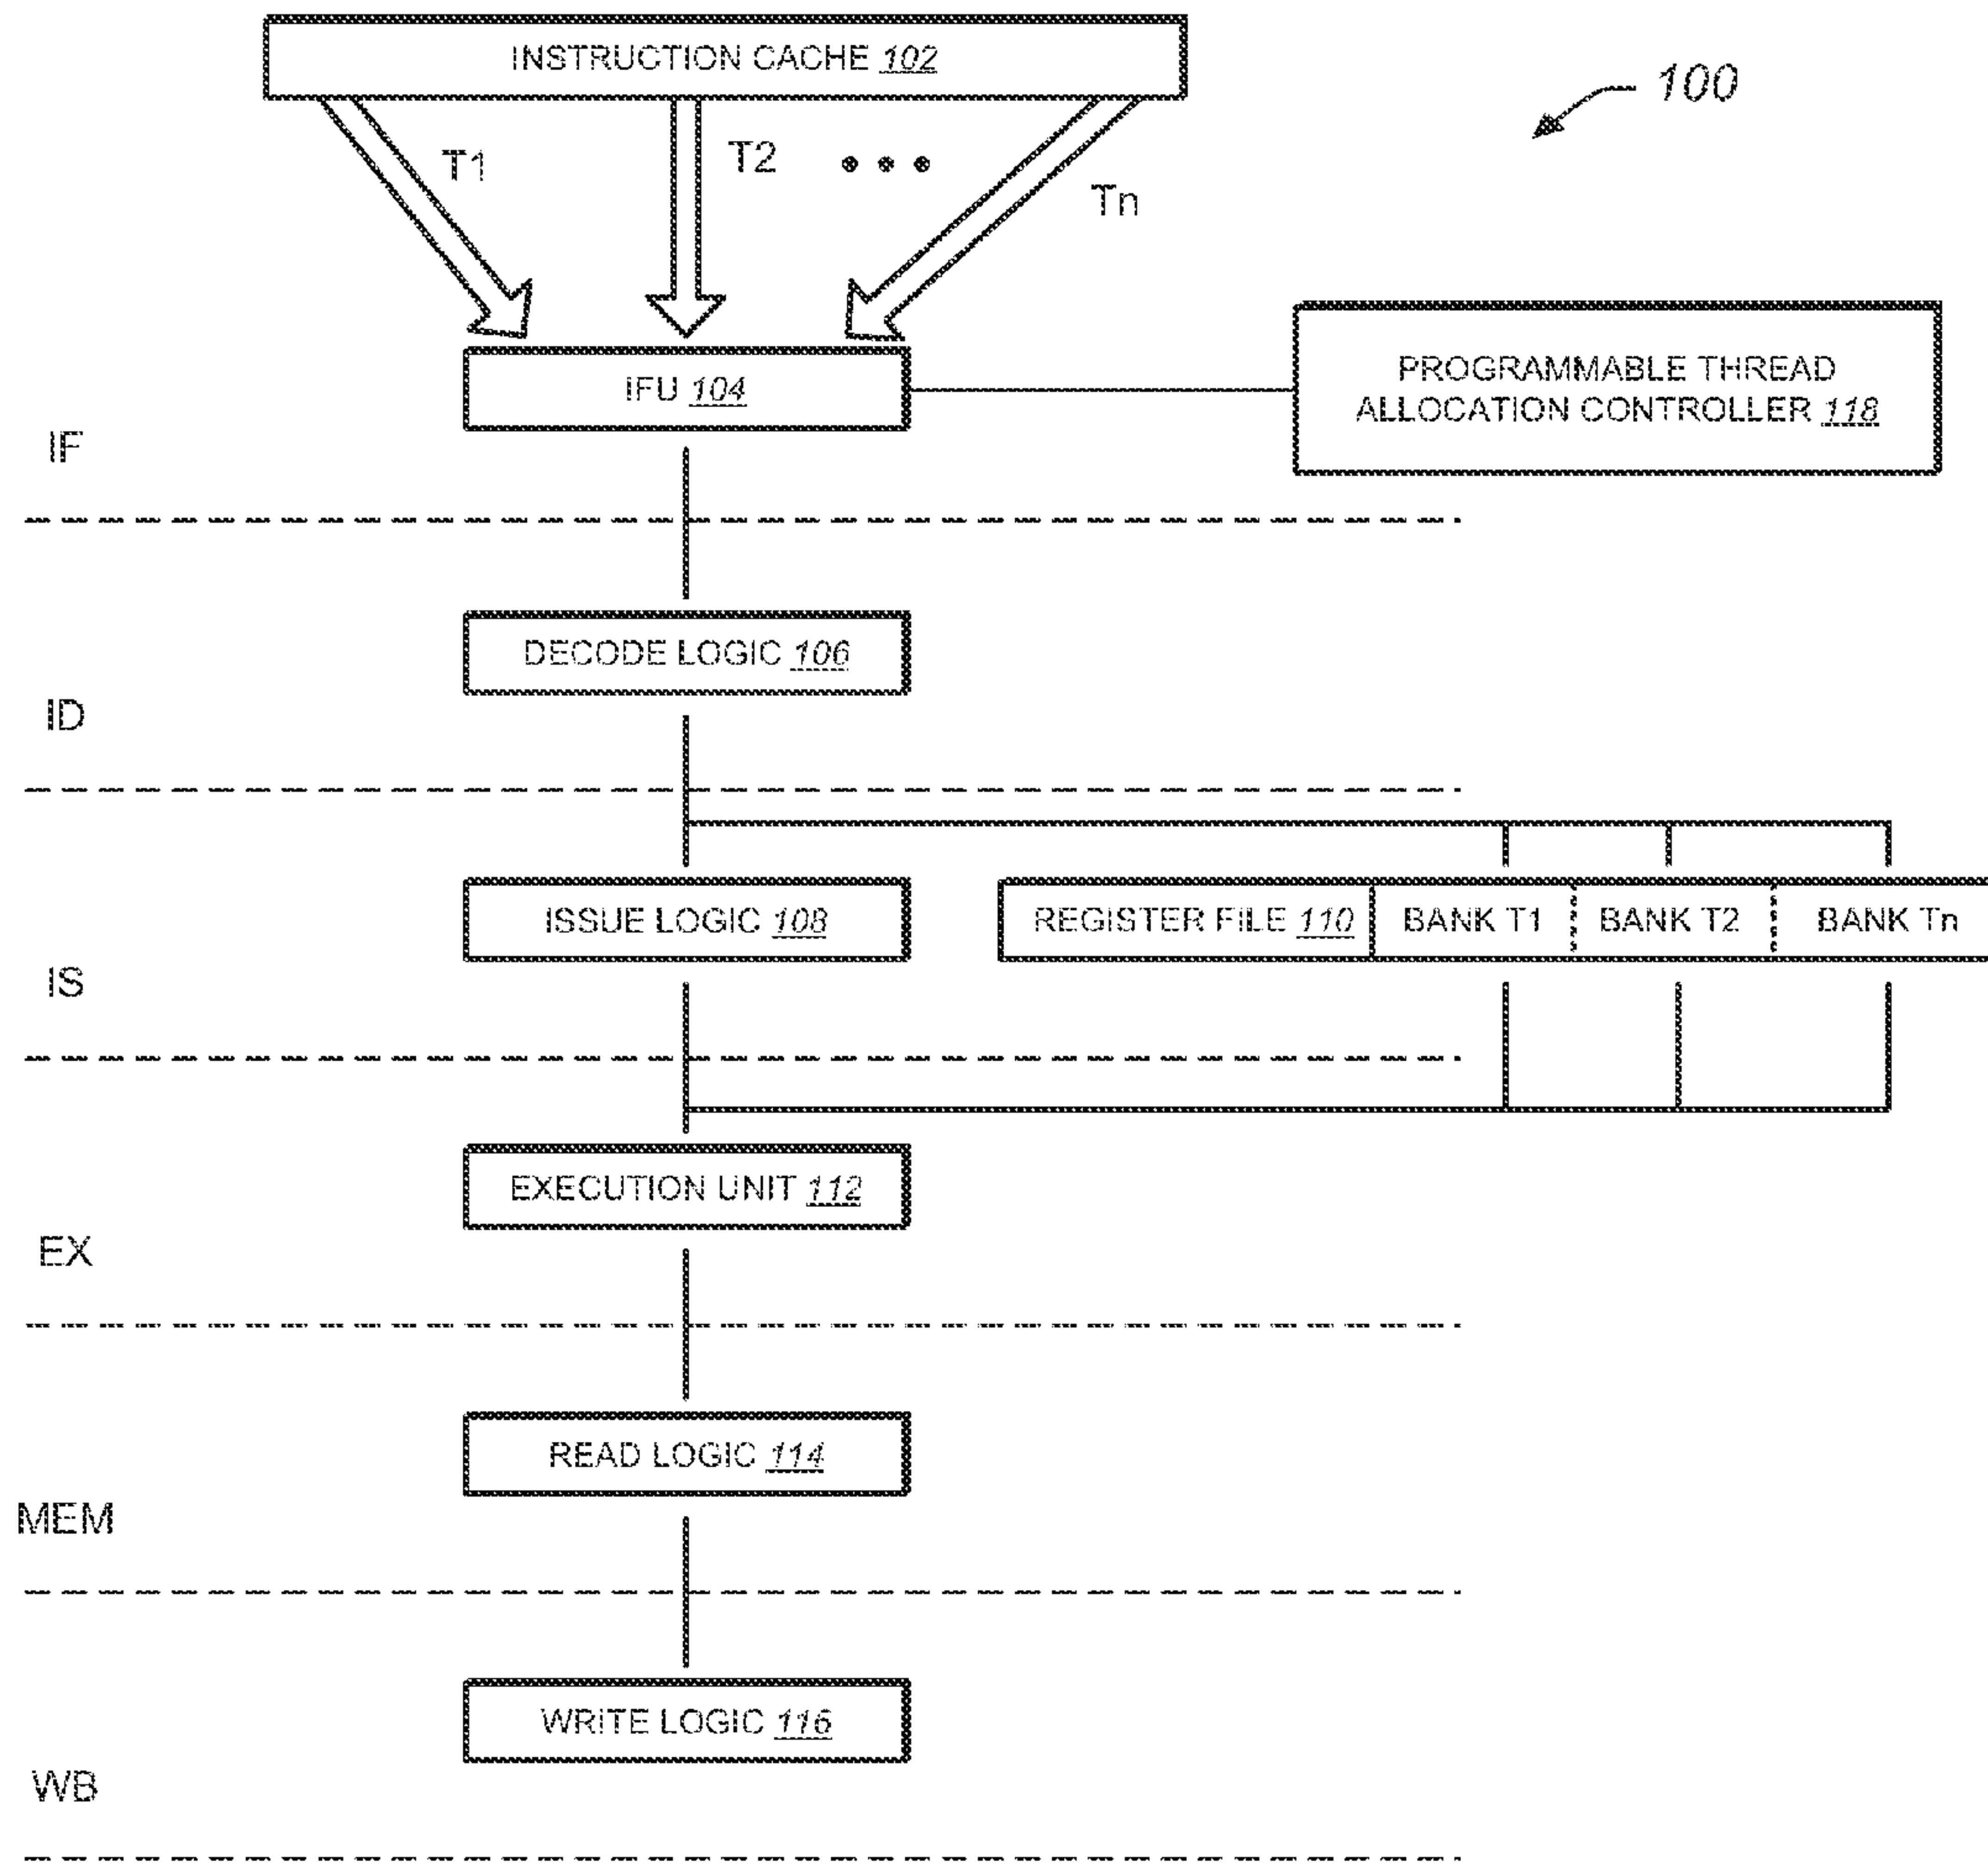 INSTRUCTION CACHE 102
100
T1
T2
Tn
IFU 104
PROGRAMMABLE THREAD
ALLOCATION CONTROLLER 118
IF
DECODE LOGIC 106
ID
ISSUE LOGIC 108
REGISTER FILE 110
BANK T1
BANK T2
BANK Tn
IS
EXECUTION UNIT 112
EX
READ LOGIC 114
MEM
WRITE LOGIC 116
WB